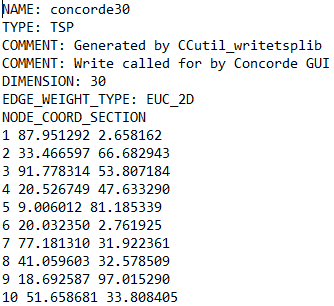 NAME: concorde30
TYPE: TSP
COMMENT: Generated by CCutil_writetsplib
COMMENT: Write called for by Concorde GUI
DIMENSION: 30
EDGE_WEIGHT_TYPE: EUC_2D
NODE_COORD_SECTION
1 87.951292 2.658162
2 33.466597 66.682943
3 91.778314 53.807184
4 20.526749 47.633290
5 9.006012 81.185339
6 20.032350 2.761925
7 77.181310 31.922361
8 41.059603 32.578509
9 18.692587 97.015290
10 51.658681 33.808405